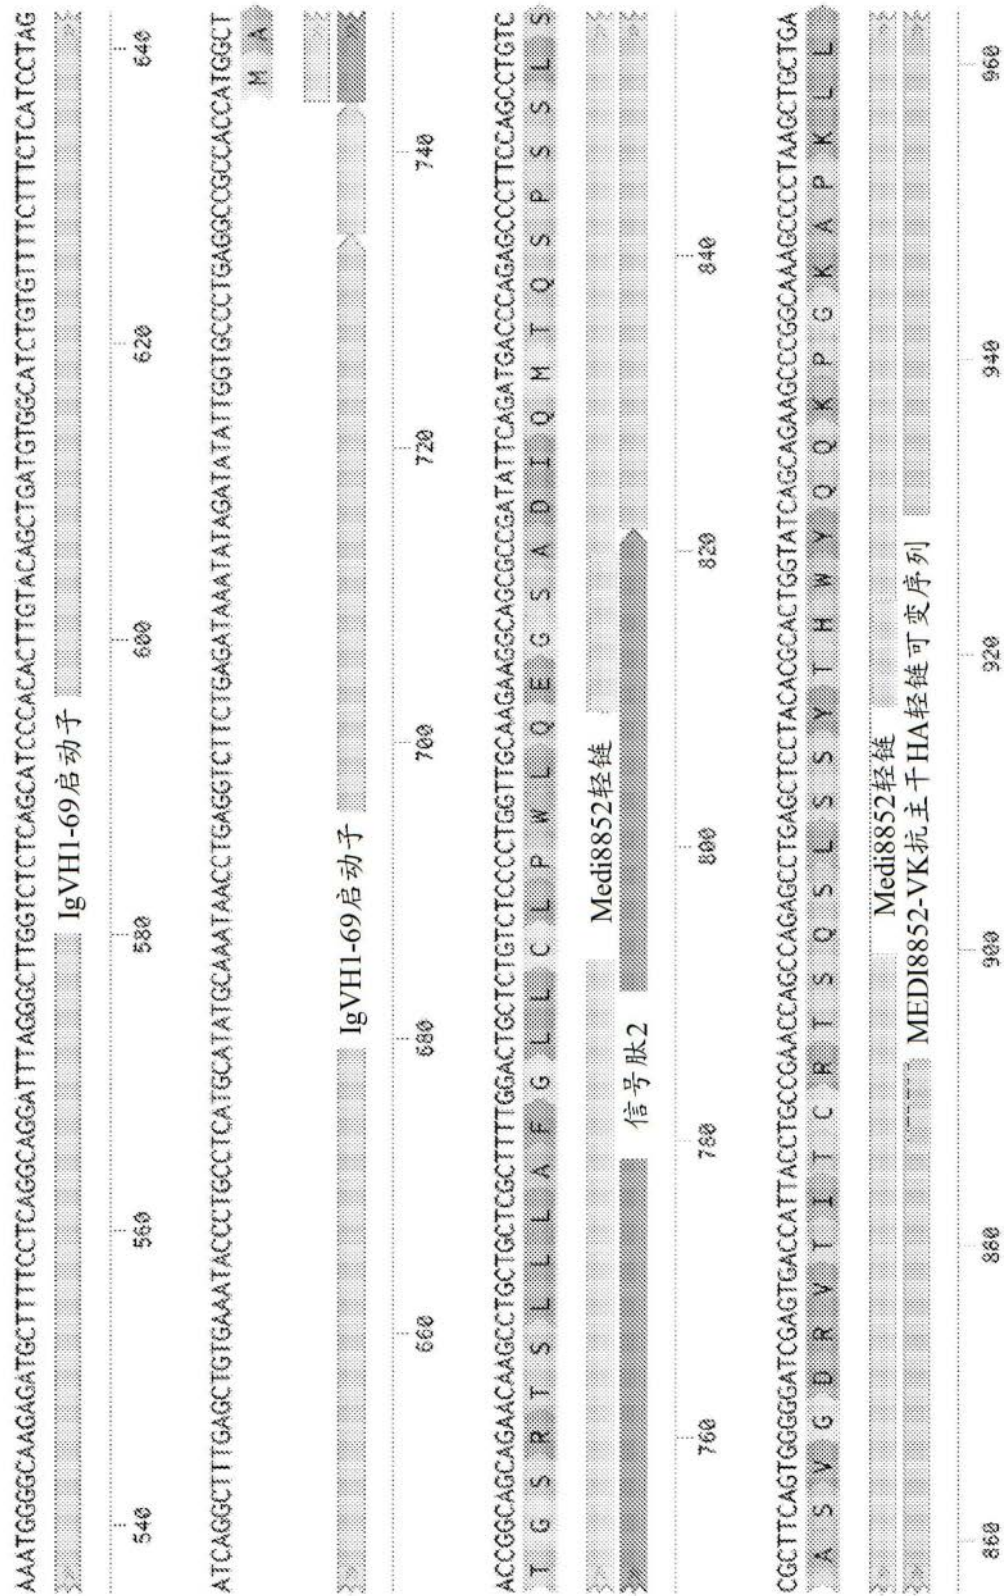 AAATGGGGCAAGAGATGCTTTTCCTCAGGCAGGATTTAGGGCTTGGTCTCTCAGCATCCCACACTTGTACAGCTGATGTGGCATCTGTGTTTTCTTTCTCATCCTAG
IgVH1-69启动子
540 560 580 600 620 640
ATCAGGCTTTGAGCTGTGAAATACCCTGCCTCATGCATATGCAAATAACCTGAGGTCTTCTGAGATAAATATAGATATATTGGTGCCCTGAGGCCGCCACCATGGCT
M A
IgVH1-69启动子
660 680 700 720 740
ACCGGCAGCAGAACAAGCCTGCTGCTCGCTTTTGGACTGCTCTGTCTCCCCTGGTTGCAAGAAGGCAGCGCCGATATTCAGATGACCCAGAGCCCTTCCAGCCTGTC
T G S R T S L L L A F G L L C L P W L Q E G S A D I Q M T Q S P S S L S
Medi8852轻链
信号肽2
760 780 800 820 840
CGCTTCAGTGGGGGATCGAGTGACCATTACCTGCCGAACCAGCCAGAGCCTGAGCTCCTACACGCACTGGTATCAGCAGAAGCCCGGCAAAGCCCCTAAGCTGCTGA
A S V G D R V T I T C R T S Q S L S S Y T H W Y Q Q K P G K A P K L L
Medi8852轻链
MEDI8852-VK抗主干HA轻链可变序列
860 880 900 920 940 960